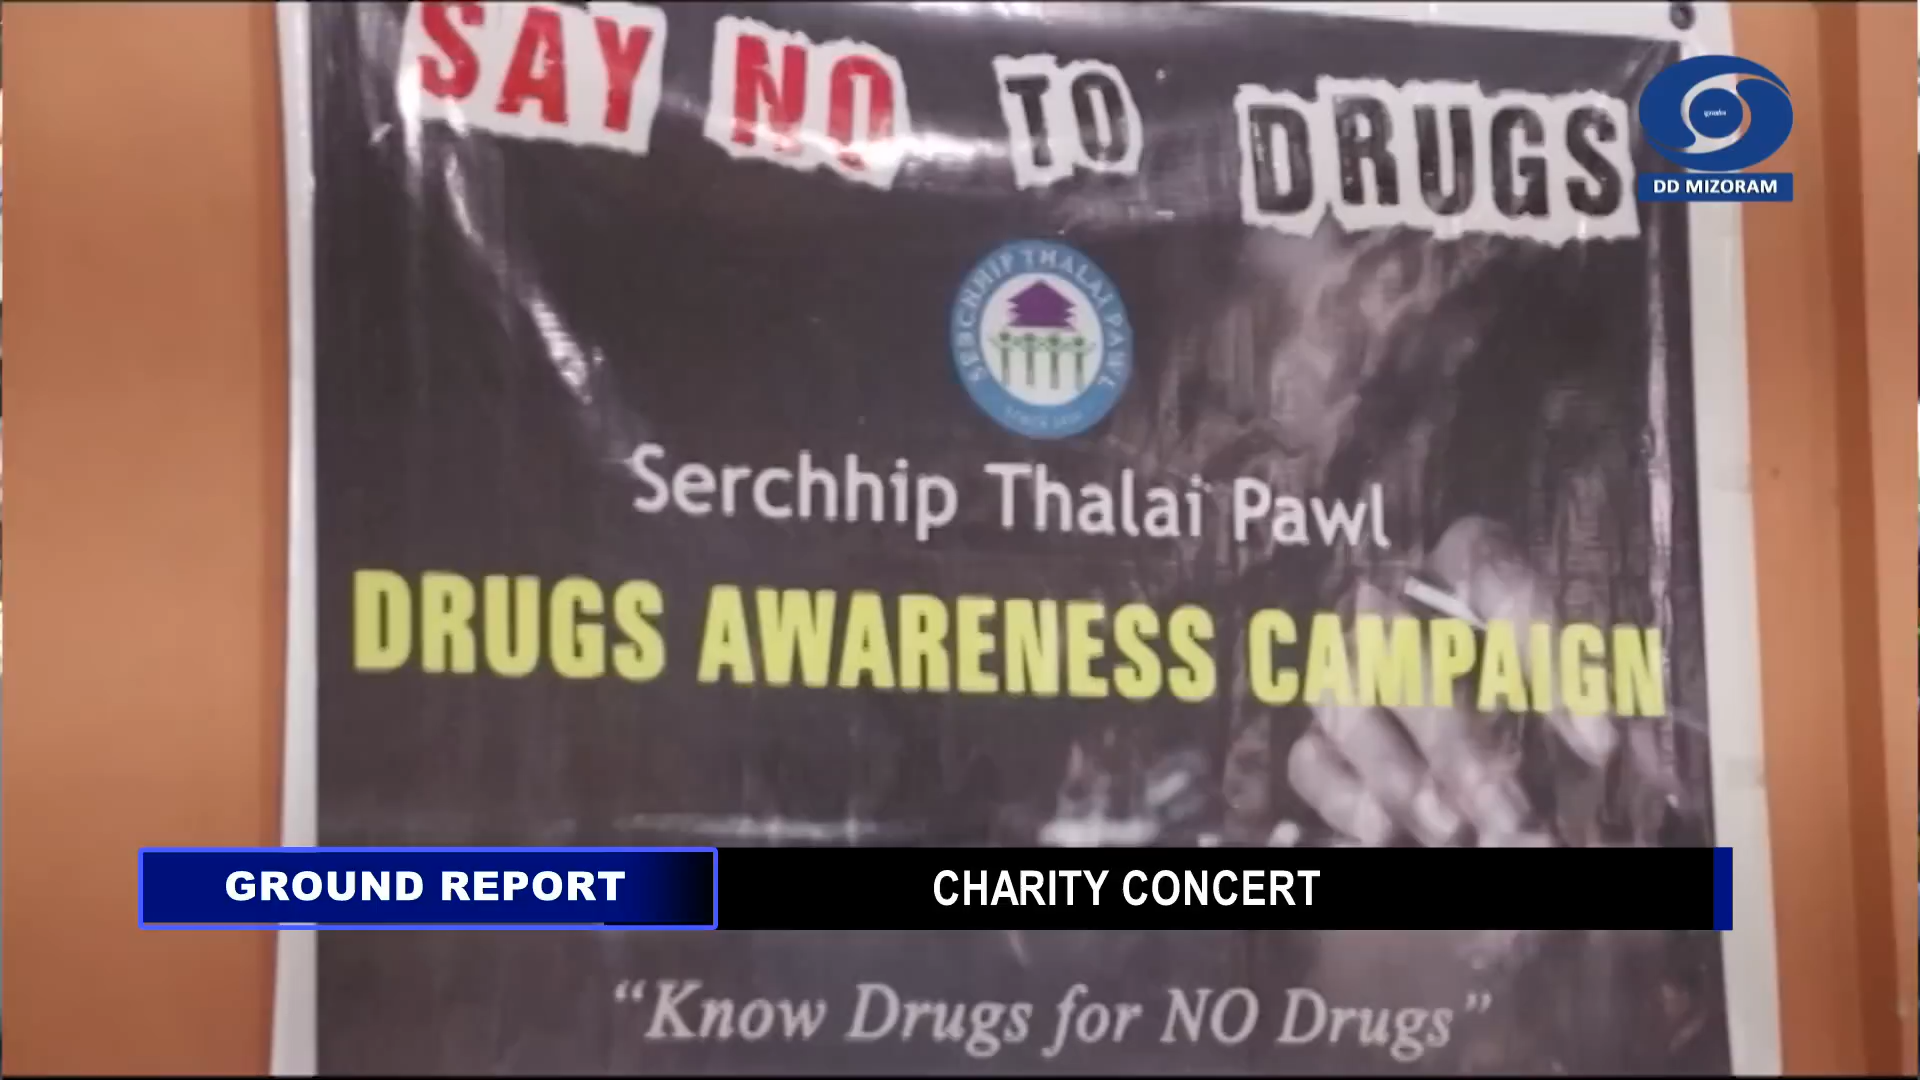 SAY NO TO DRUGS
DD MIZORAM
SERCHHIP THALAI PAWL
Serchhip Thalai Pawl
DRUGS AWARENESS CAMPAIGN
GROUND REPORT
CHARITY CONCERT
“Know Drugs for NO Drugs”